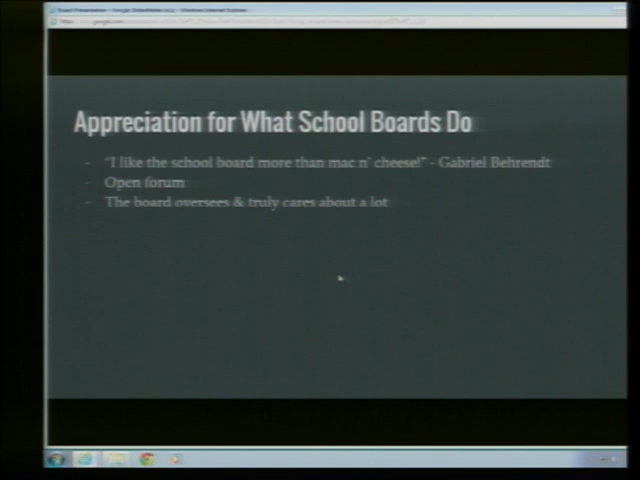 Appreciation for What School Boards Do
- "I like the school board more than mac n' cheese!" - Gabriel Behrendt
- Open forum
- The board oversees & truly cares about a lot